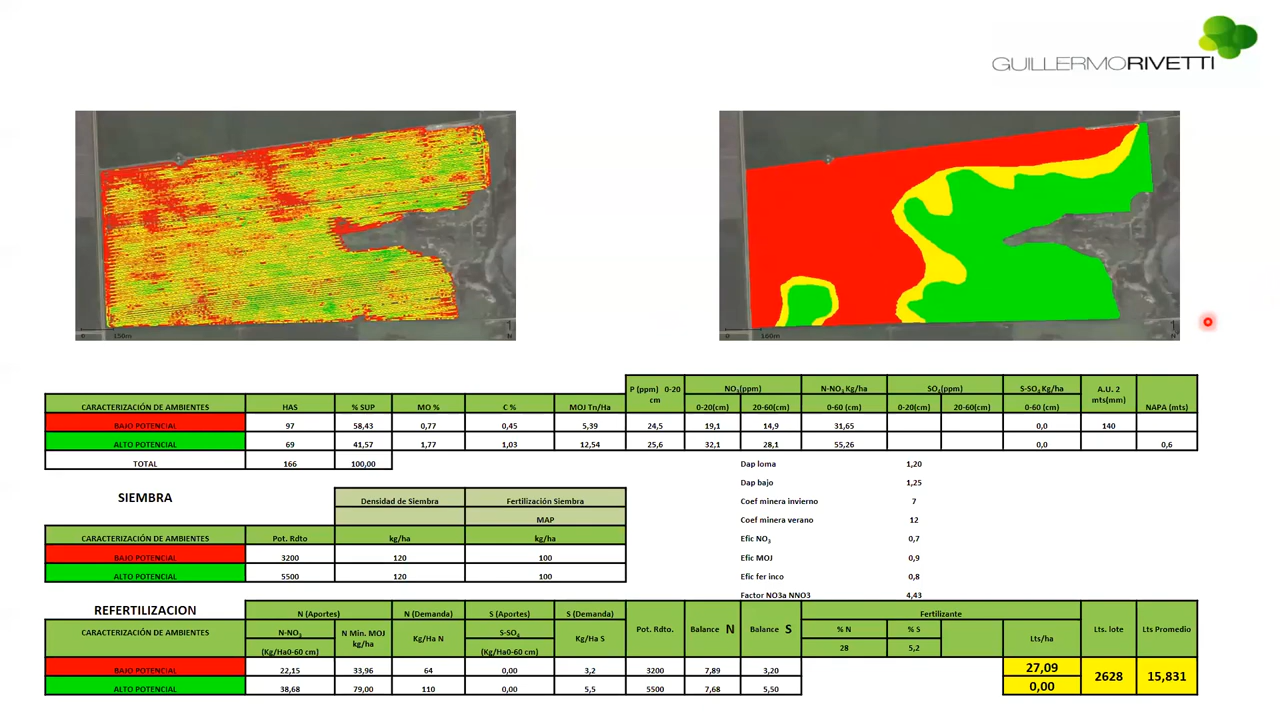 GUILLERMORIVETTI
150m
N
160m
N
P (ppm) 0-20 cm
NO3(ppm)
N-NO3 Kg/ha
SO4(ppm)
S-SO4 Kg/ha
A.U. 2 mts(mm)
NAPA (mts)
CARACTERIZACIÓN DE AMBIENTES HAS % SUP MO % C % MOJ Tn/Ha 0-20(cm) 20-60(cm) 0-60 (cm) 0-20(cm) 20-60(cm) 0-60 (cm)
BAJO POTENCIAL 97 58,43 0,77 0,45 5,39 24,5 19,1 14,9 31,65 0,0 140
ALTO POTENCIAL 69 41,57 1,77 1,03 12,54 25,6 32,1 28,1 55,26 0,0 0,6
TOTAL 166 100,00
Dap loma 1,20
Dap bajo 1,25
Coef minera invierno 7
Coef minera verano 12
Efic NO3 0,7
Efic MOJ 0,9
Efic fer inco 0,8
Factor NO3a NNO3 4,43
SIEMBRA
Densidad de Siembra Fertilización Siembra
MAP
CARACTERIZACIÓN DE AMBIENTES Pot. Rdto kg/ha kg/ha
BAJO POTENCIAL 3200 120 100
ALTO POTENCIAL 5500 120 100
REFERTILIZACION
N (Aportes) N (Demanda) S (Aportes) S (Demanda) Pot. Rdto. Balance N Balance S Fertilizante Lts. lote Lts Promedio
CARACTERIZACIÓN DE AMBIENTES N-NO3 (Kg/Ha0-60 cm) N Min. MOJ kg/ha Kg/Ha N S-SO4 (Kg/Ha0-60 cm) Kg/Ha S % N % S Lts/ha
28 5,2
BAJO POTENCIAL 22,15 33,96 64 0,00 3,2 3200 7,89 3,20 27,09 2628 15,831
ALTO POTENCIAL 38,68 79,00 110 0,00 5,5 5500 7,68 5,50 0,00